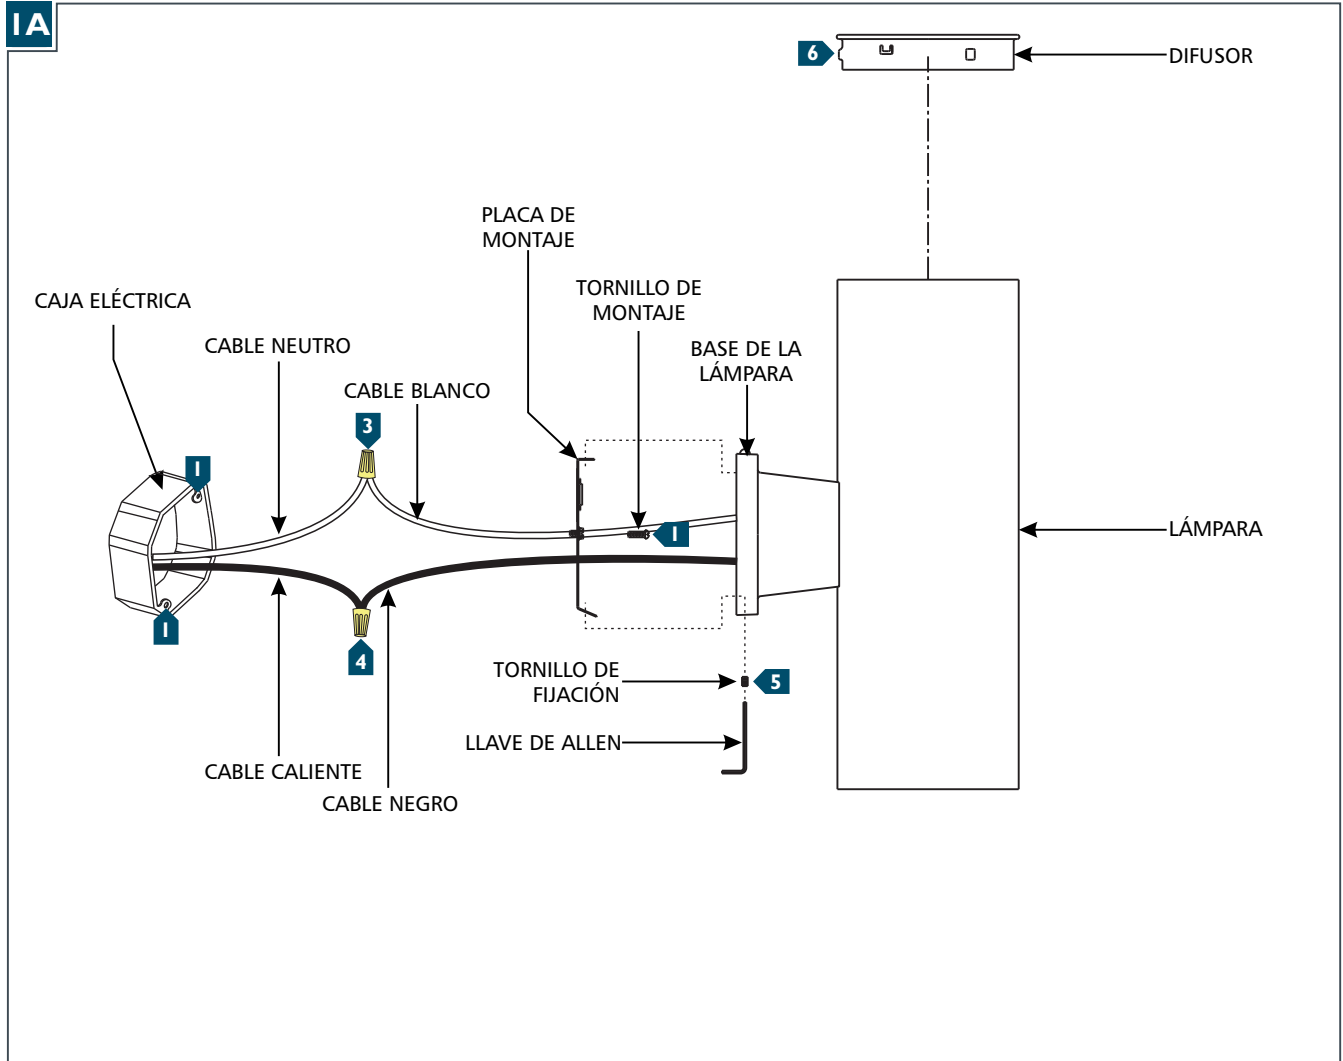 1A
6
DIFUSOR
PLACA DE
MONTAJE
CAJA ELÉCTRICA
TORNILLO DE
MONTAJE
CABLE NEUTRO
BASE DE LA
LÁMPARA
CABLE BLANCO
3
1
1
LÁMPARA
1
4
TORNILLO DE
FIJACIÓN
5
LLAVE DE ALLEN
CABLE CALIENTE
CABLE NEGRO